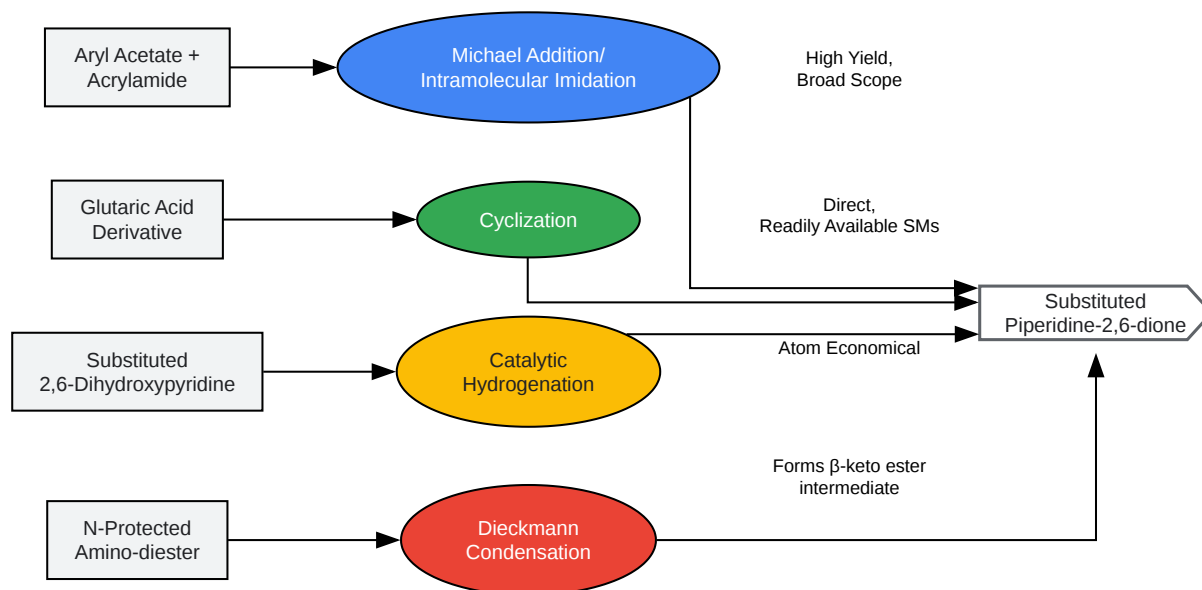 Aryl Acetate +
Acrylamide
Michael Addition/
Intramolecular Imidation
High Yield,
Broad Scope
Glutaric Acid
Derivative
Cyclization
Direct,
Readily Available SMs
Substituted
Piperidine-2,6-dione
Substituted
2,6-Dihydroxypyridine
Catalytic
Hydrogenation
Atom Economical
N-Protected
Amino-diester
Dieckmann
Condensation
Forms β-keto ester
intermediate